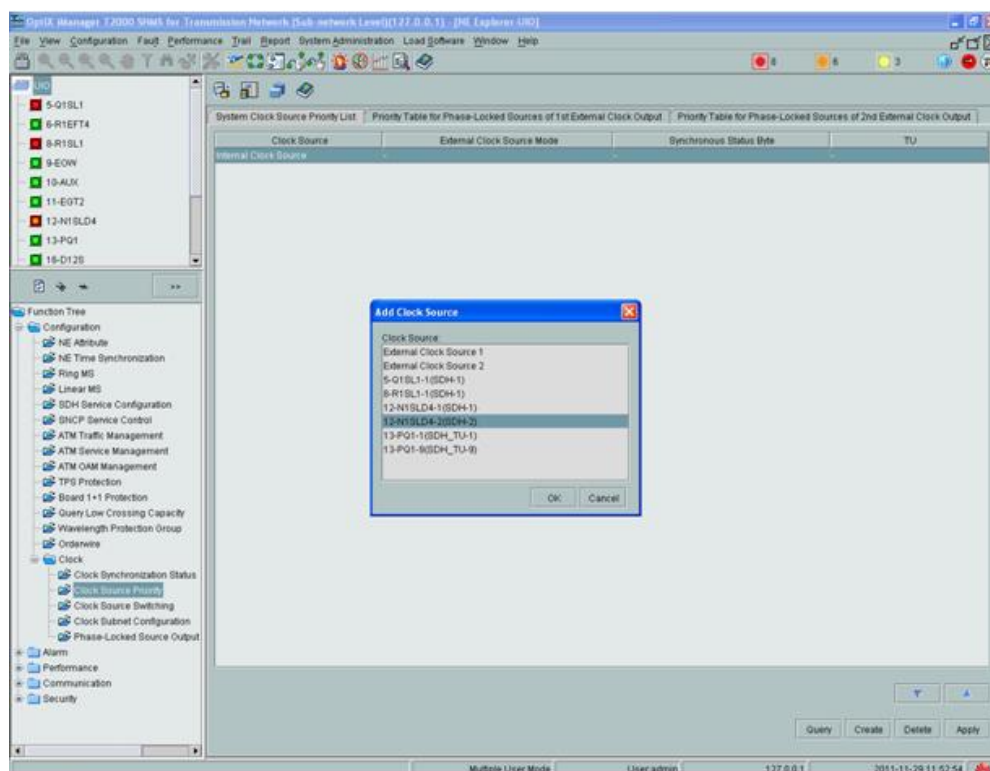 OptiX iManager T2000 SNMS for Transmission Network (Sub-network Level)(127.0.0.1) - [NE Explorer-UIO]
File View Configuration Fault Performance Trail Report System Administration Load Software Window Help
8 6 3
UIO
5-Q1SL1
6-R1EFT4
8-R1SL1
9-EOW
10-AUX
11-EGT2
12-N1SLD4
13-PQ1
16-D12S
>>
Function Tree
Configuration
NE Attribute
NE Time Synchronization
Ring MS
Linear MS
SDH Service Configuration
SNCP Service Control
ATM Traffic Management
ATM Service Management
ATM OAM Management
TPS Protection
Board 1+1 Protection
Query Low Crossing Capacity
Wavelength Protection Group
Orderwire
Clock
Clock Synchronization Status
Clock Source Priority
Clock Source Switching
Clock Subnet Configuration
Phase-Locked Source Output
Alarm
Performance
Communication
Security
System Clock Source Priority List Priority Table for Phase-Locked Sources of 1st External Clock Output Priority Table for Phase-Locked Sources of 2nd External Clock Output
Clock Source External Clock Source Mode Synchronous Status Byte TU
Internal Clock Source - - -
Add Clock Source
Clock Source:
External Clock Source 1
External Clock Source 2
5-Q1SL1-1(SDH-1)
8-R1SL1-1(SDH-1)
12-N1SLD4-1(SDH-1)
12-N1SLD4-2(SDH-2)
13-PQ1-1(SDH_TU-1)
13-PQ1-9(SDH_TU-9)
OK Cancel
Query Create Delete Apply
Multiple User Mode User:admin 127.0.0.1 2011-11-29 11:52:54